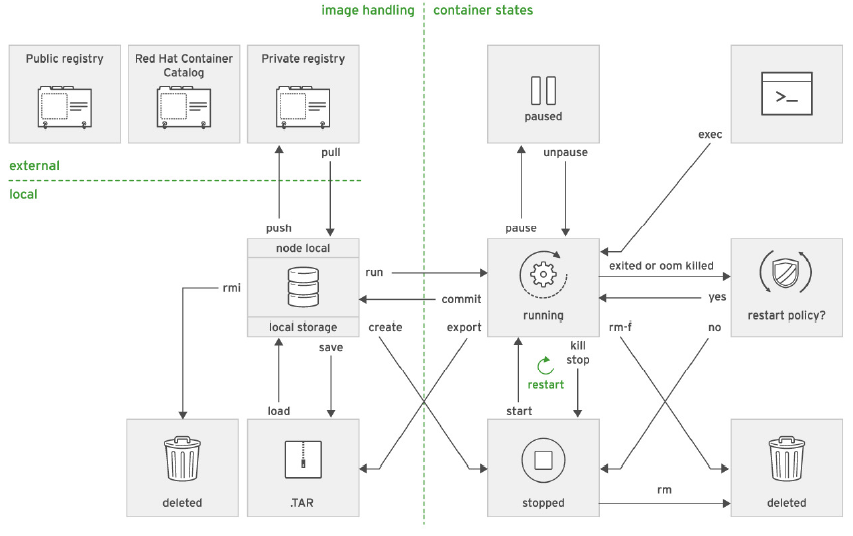 image handling
container states
Public registry
Red Hat Container
Catalog
Private registry
paused
>_
external
local
push
pull
pause
unpause
exec
node local
local storage
rmi
run
commit
create
export
running
exited or oom killed
yes
restart policy?
rm-f
no
save
load
kill
stop
restart
start
deleted
.TAR
stopped
rm
deleted